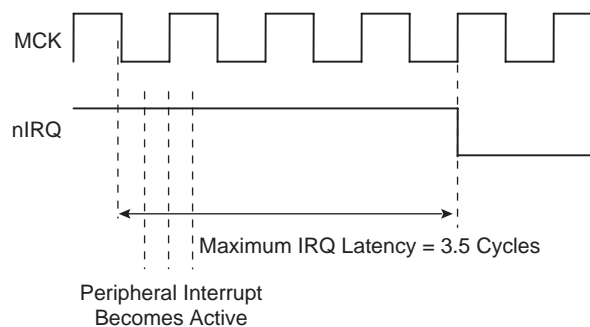 MCK
nIRQ
Maximum IRQ Latency = 3.5 Cycles
Peripheral Interrupt
Becomes Active